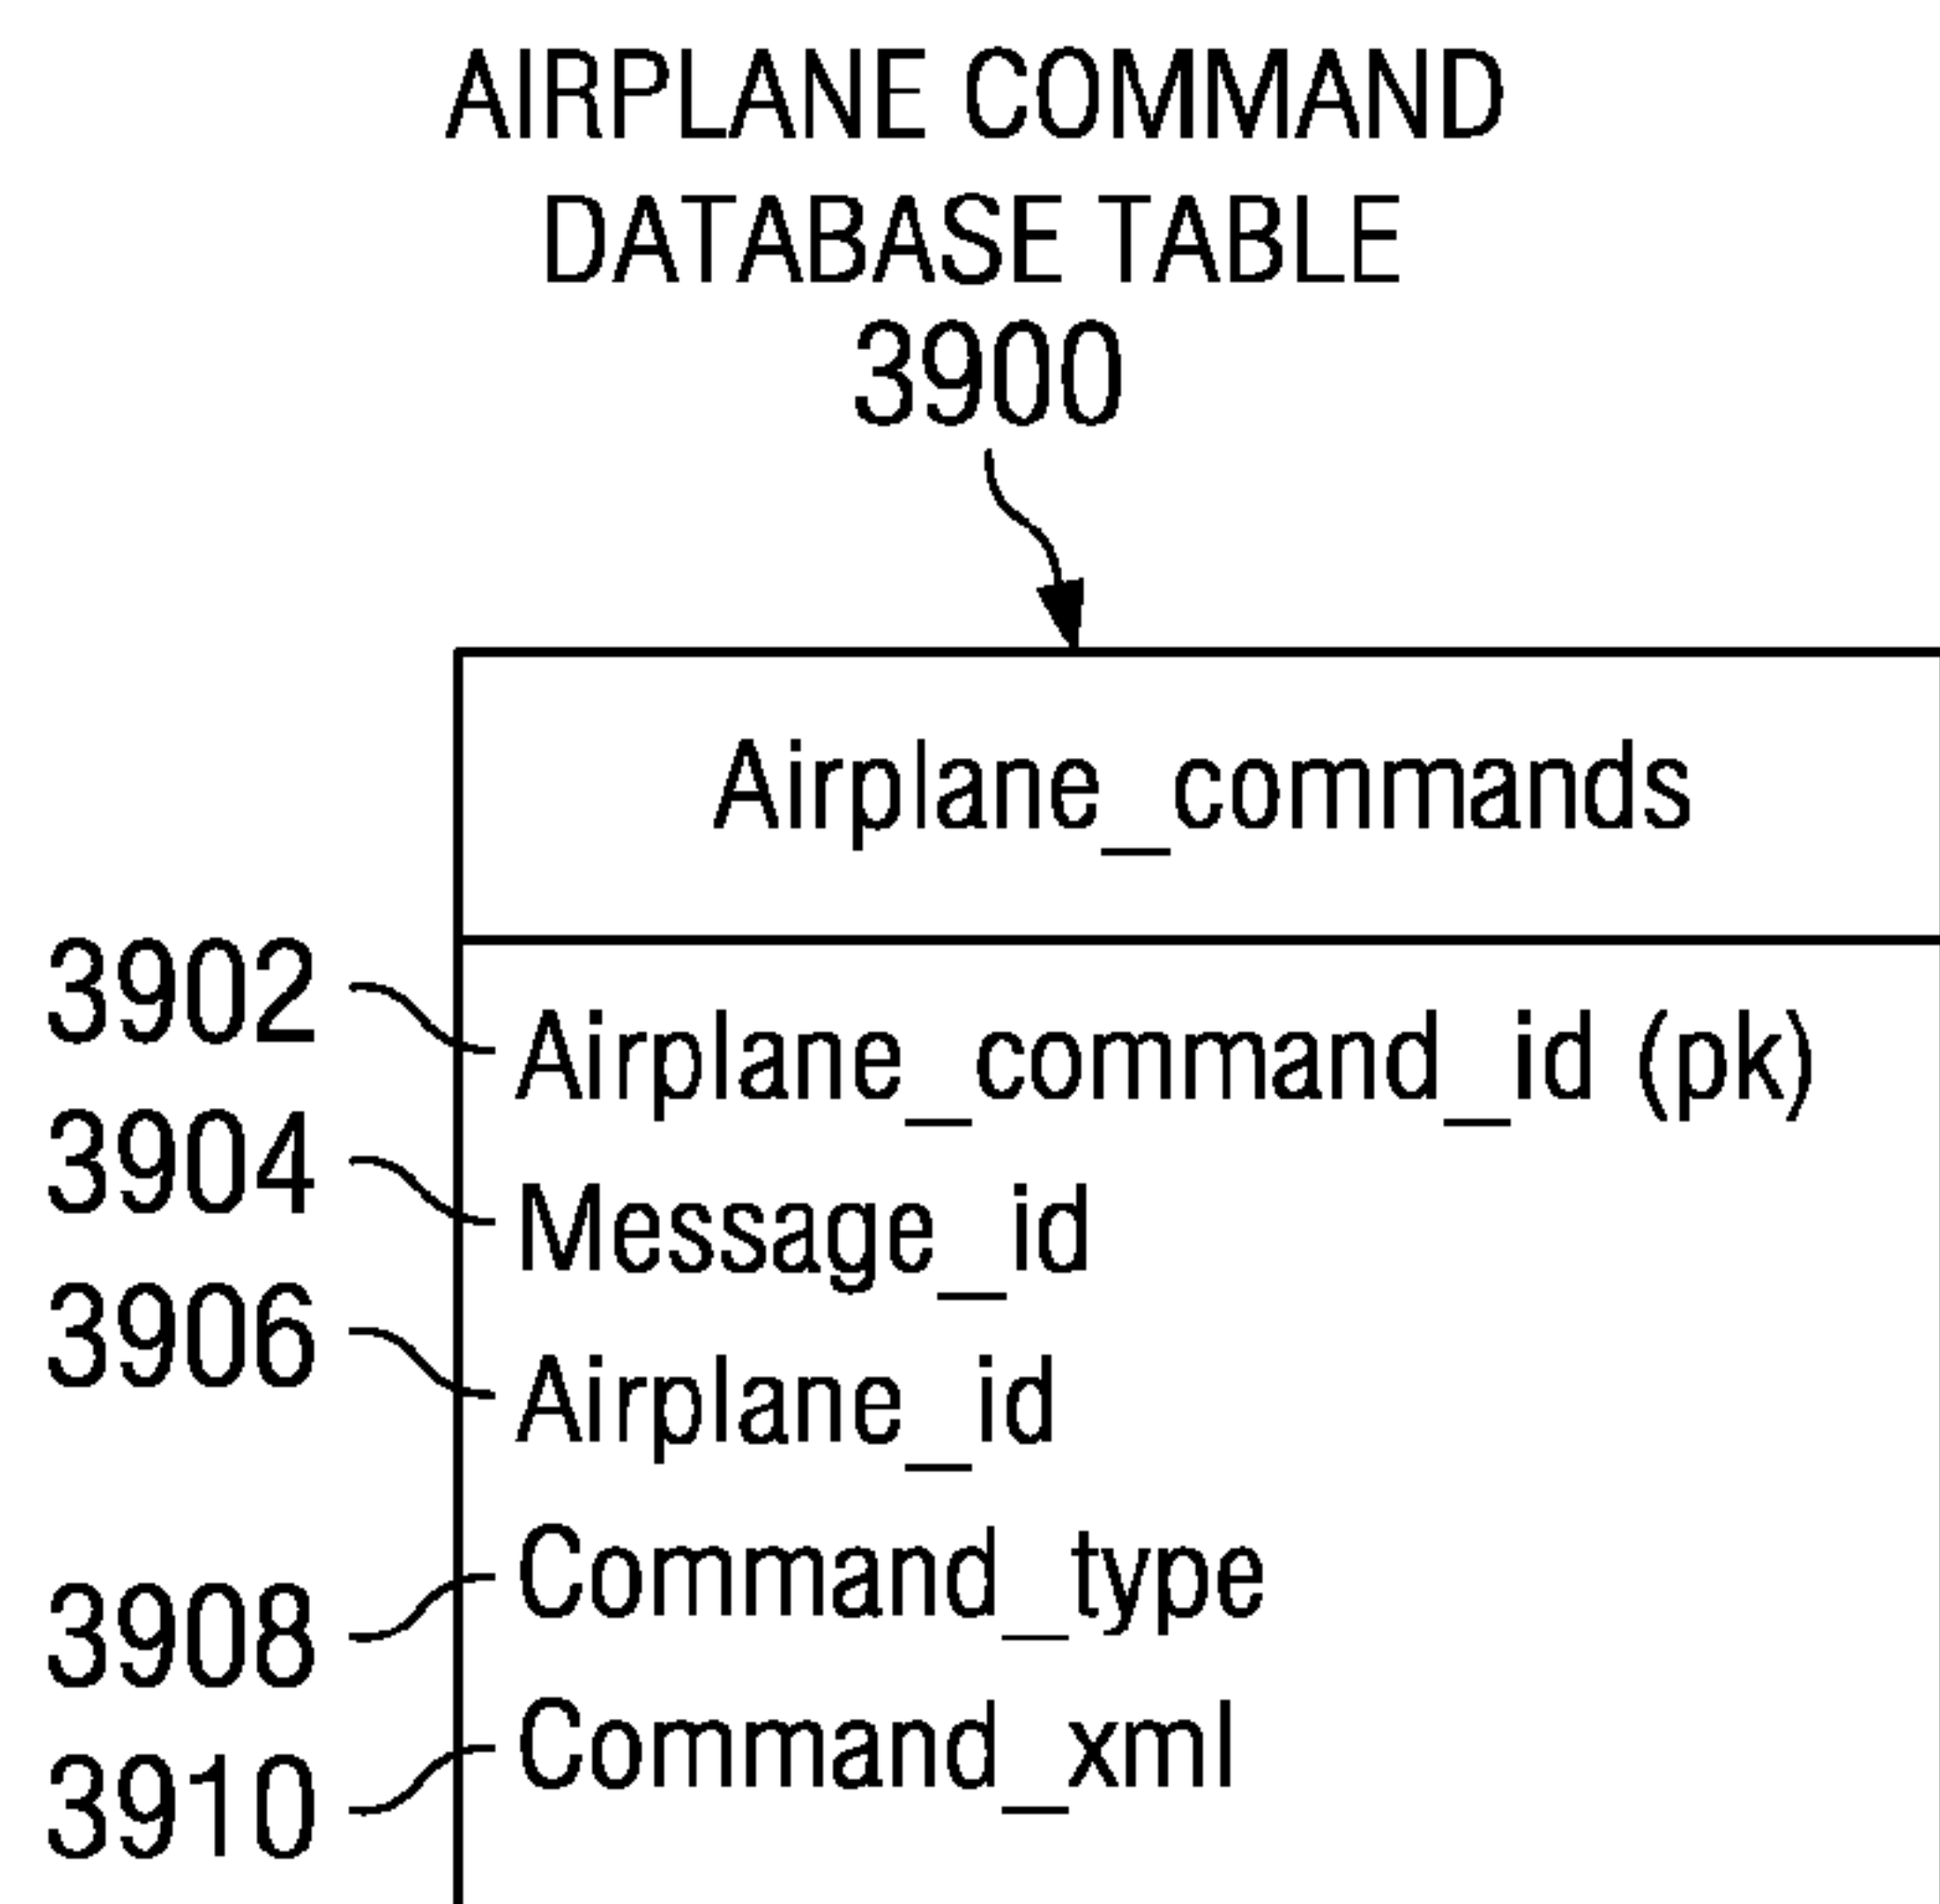 AIRPLANE COMMAND
DATABASE TABLE
3900
Airplane_commands
3902 Airplane_command_id (pk)
3904 Message_id
3906 Airplane_id
3908 Command_type
3910 Command_xml